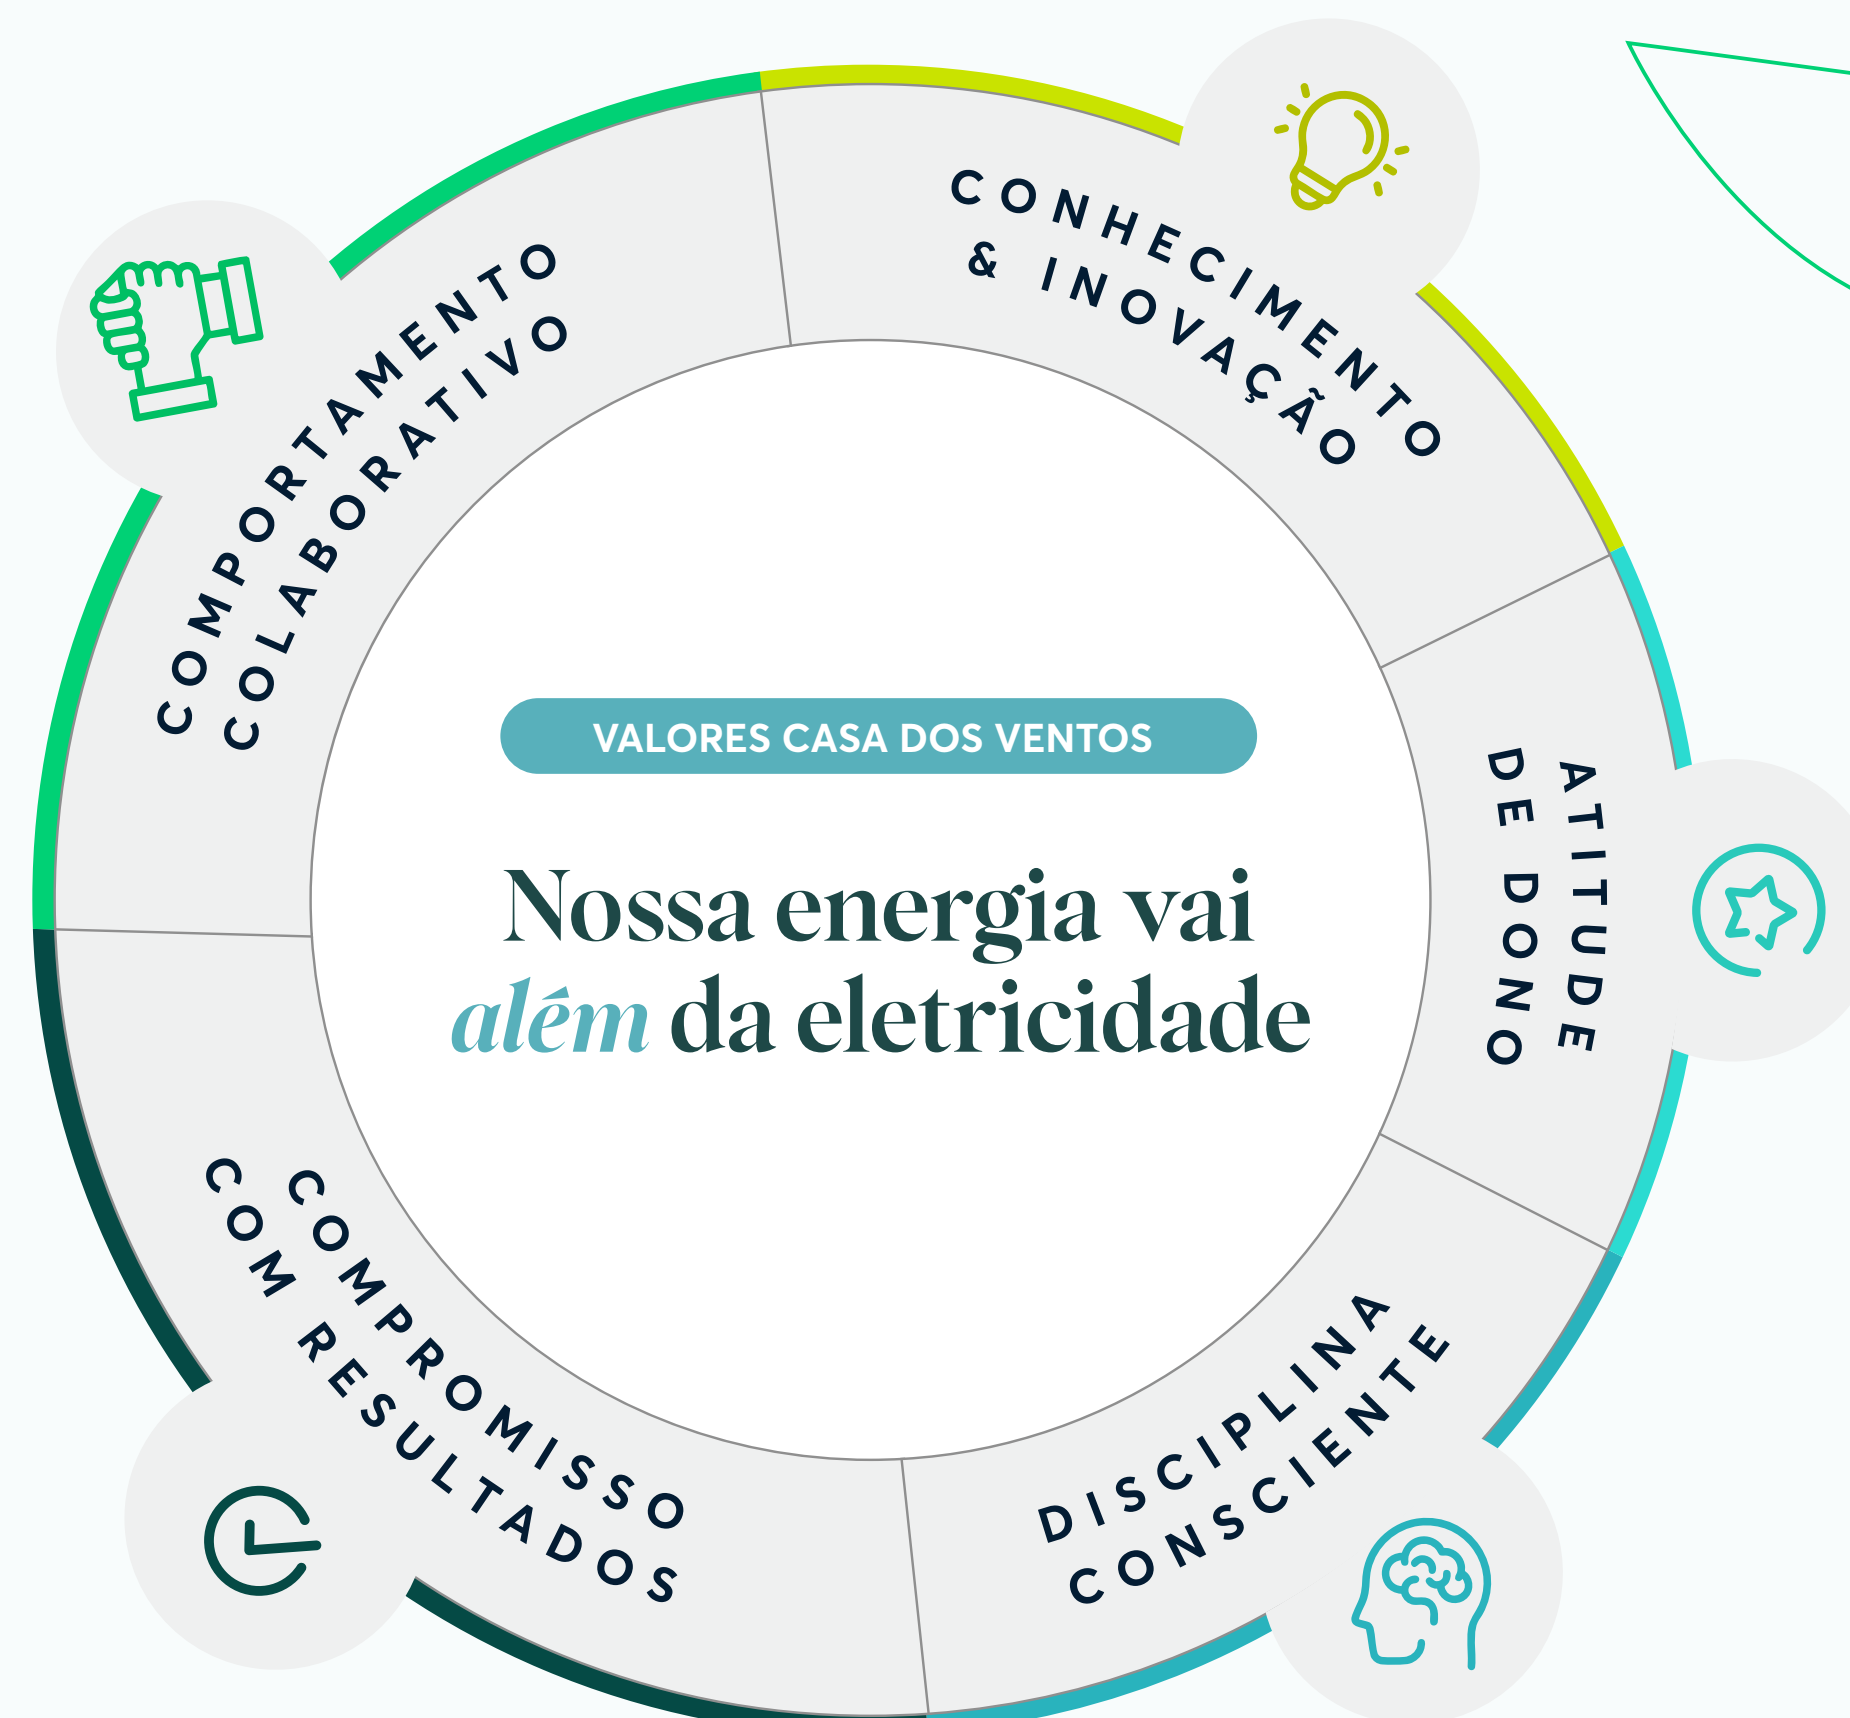 COMPORTAMENTO
COLABORATIVO
CONHECIMENTO
& INOVAÇÃO
ATITUDE
DE DONO
DISCIPLINA
CONSCIENTE
COMPROMISSO
COM RESULTADOS
VALORES CASA DOS VENTOS
Nossa energia vai
além da eletricidade